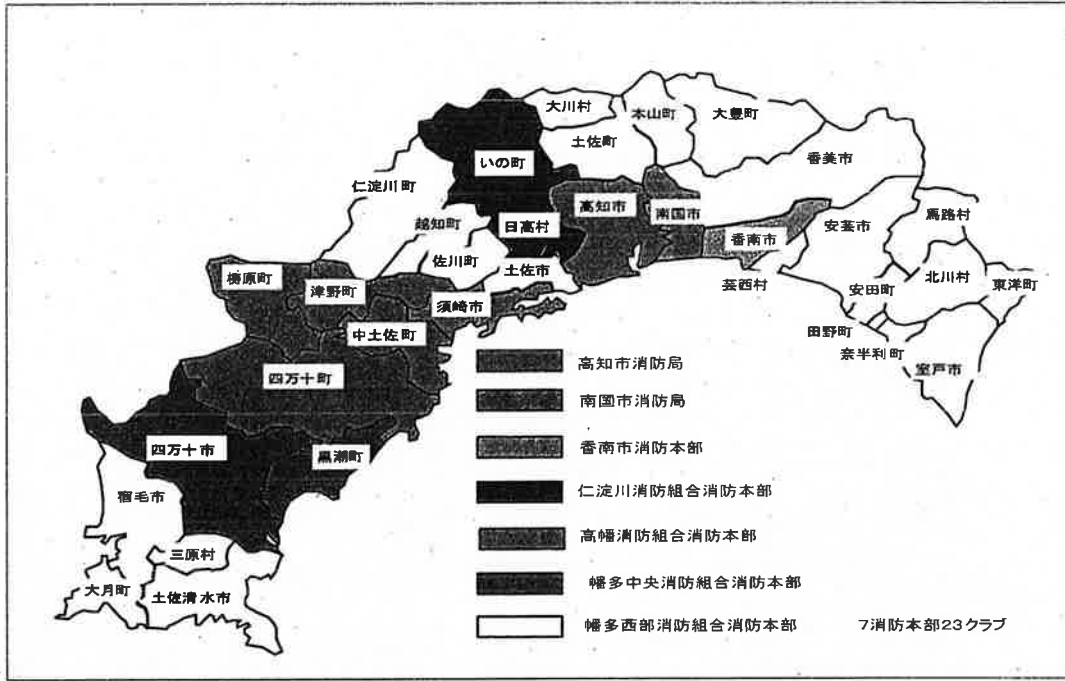 大川村
本山町
大豊町
土佐町
いの町
香美市
仁淀川町
高知市
南国市
馬路村
越知町
日高村
香南市
安芸市
佐川町
土佐市
梼原町
津野町
芸西村
北川村
東洋町
安田町
須崎市
田野町
中土佐町
奈半利町
室戸市
四万十町
高知市消防局
南国市消防局
香南市消防本部
四万十市
黒潮町
仁淀川消防組合消防本部
宿毛市
高幡消防組合消防本部
三原村
大月町
土佐清水市
幡多中央消防組合消防本部
幡多西部消防組合消防本部 7消防本部23クラブ